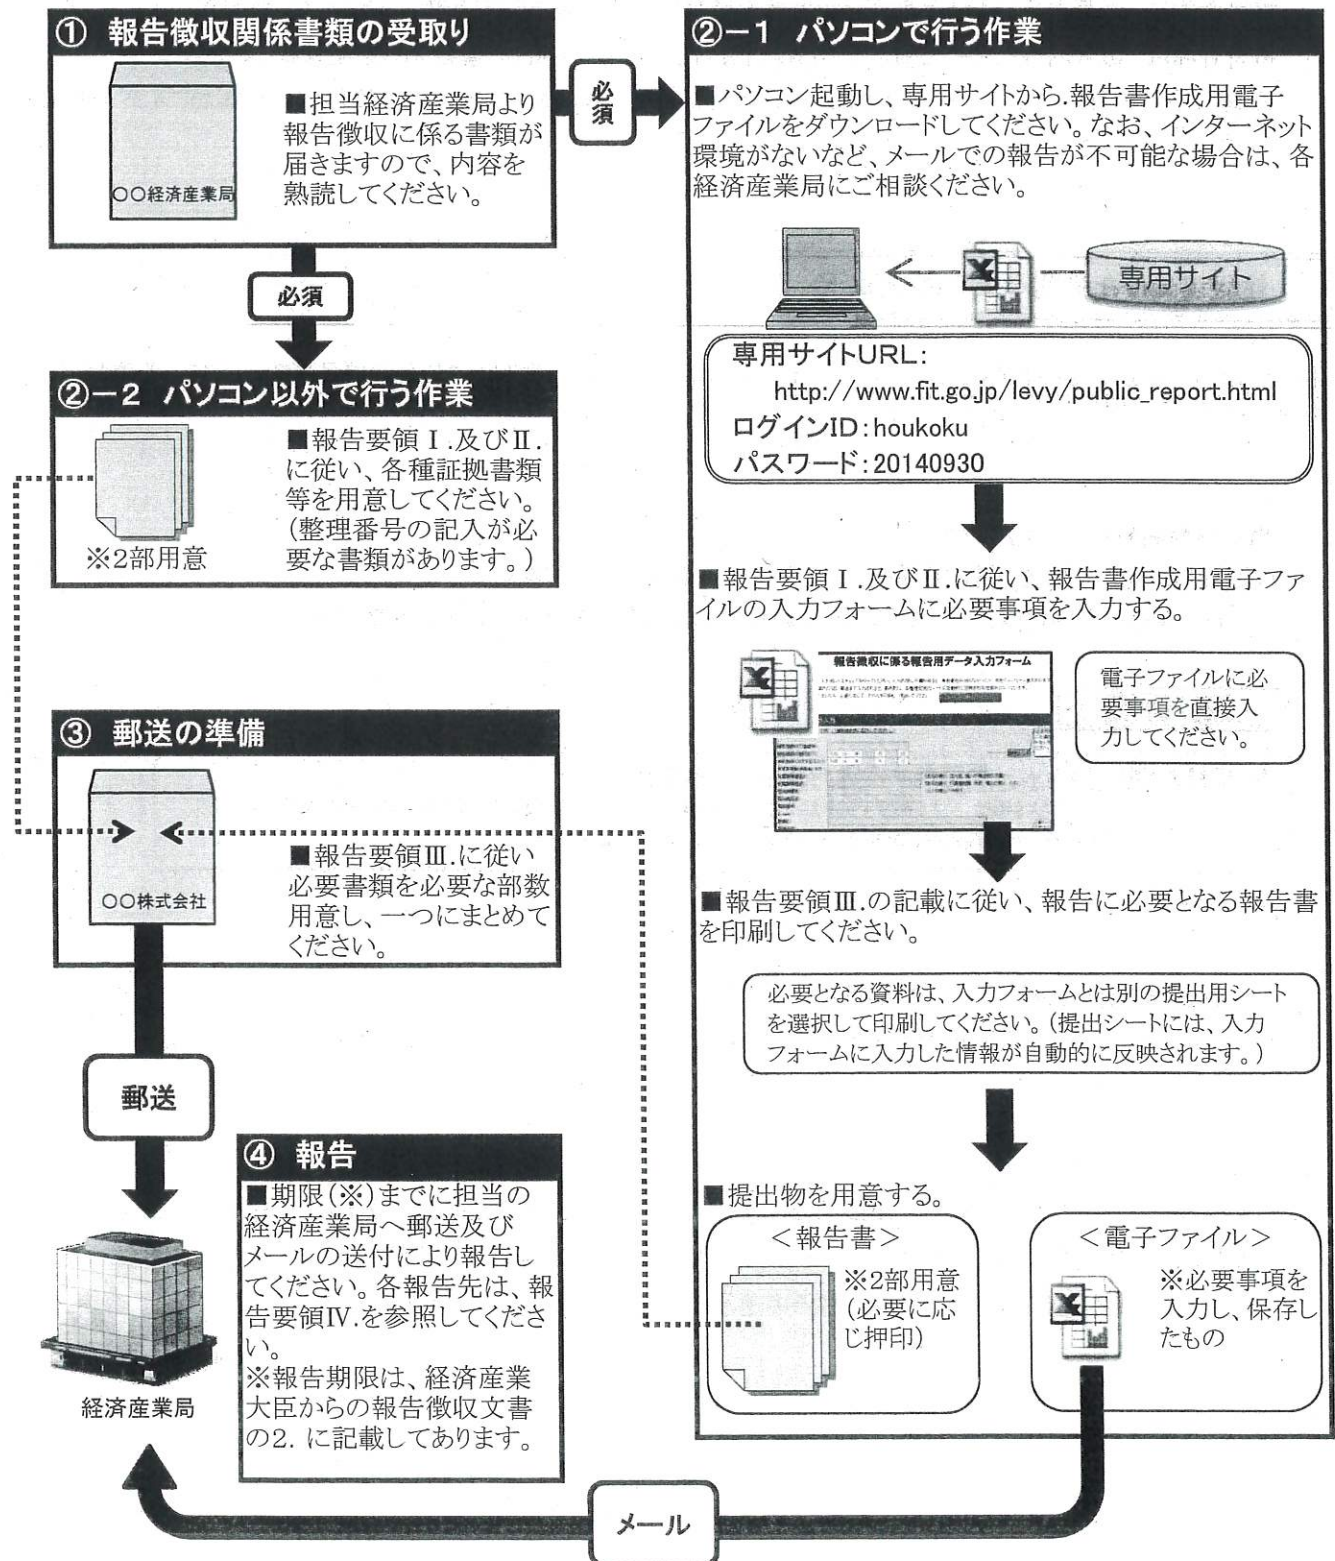 ① 報告徴収関係書類の受取り
■担当経済産業局より
報告徴収に係る書類が
届きますので、内容を
熟読してください。
〇〇経済産業局
必須
必須
②－2 パソコン以外で行う作業
■報告要領Ⅰ.及びⅡ.
に従い、各種証拠書類
等を用意してください。
(整理番号の記入が必
要な書類があります。)
※2部用意
②－1 パソコンで行う作業
■パソコン起動し、専用サイトから.報告書作成用電子
ファイルをダウンロードしてください。なお、インターネット
環境がないなど、メールでの報告が不可能な場合は、各
経済産業局にご相談ください。
専用サイト
専用サイトURL:
http://www.fit.go.jp/levy/public_report.html
ログインID:houkoku
パスワード:20140930
■報告要領Ⅰ.及びⅡ.に従い、報告書作成用電子ファ
イルの入力フォームに必要事項を入力する。
報告徴収に係る報告用データ入力フォーム
電子ファイルに必
要事項を直接入
力してください。
■報告要領Ⅲ.の記載に従い、報告に必要となる報告書
を印刷してください。
必要となる資料は、入力フォームとは別の提出用シート
を選択して印刷してください。(提出シートには、入力
フォームに入力した情報が自動的に反映されます。)
■提出物を用意する。
＜報告書＞
※2部用意
(必要に応
じ押印)
＜電子ファイル＞
※必要事項を
入力し、保存し
たもの
③ 郵送の準備
〇〇株式会社
■報告要領Ⅲ.に従い
必要書類を必要な部数
用意し、一つにまとめて
ください。
郵送
④ 報告
■期限(※)までに担当の
経済産業局へ郵送及び
メールの送付により報告し
てください。各報告先は、報
告要領Ⅳ.を参照してくださ
い。
※報告期限は、経済産業
大臣からの報告徴収文書
の2. に記載してあります。
経済産業局
メール